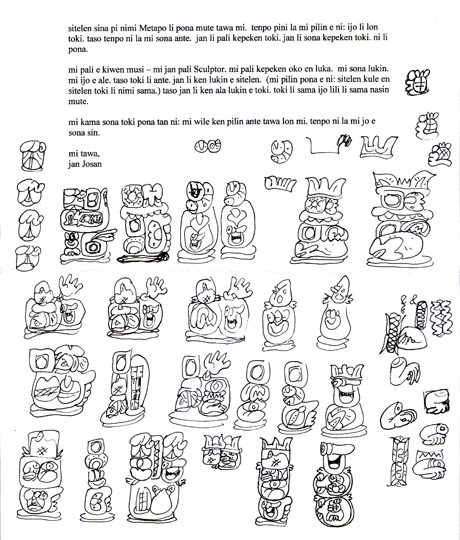 sitelen sina pi nimi Metapo li pona mute tawa mi. tempo pini la mi pilin e ni: ijo li lon
toki. taso tenpo ni la mi sona ante. jan li pali kepeken toki. jan li sona kepeken toki. ni li
pona.
mi pali e kiwen musi – mi jan pali Sculptor. mi pali kepeken oko en luka. mi sona lukin.
mi ijo e ale. taso toki li ante. jan li ken lukin e sitelen. (mi pilin pona e ni: sitelen kule en
sitelen toki li nimi sama.) taso jan li ken ala lukin e toki. toki li sama ijo lili li sama nasin
mute.
mi kama sona toki pona tan ni: mi wile ken pilin ante tawa lon mi. tenpo ni la mi jo e
sona sin.
mi tawa,
jan Josan